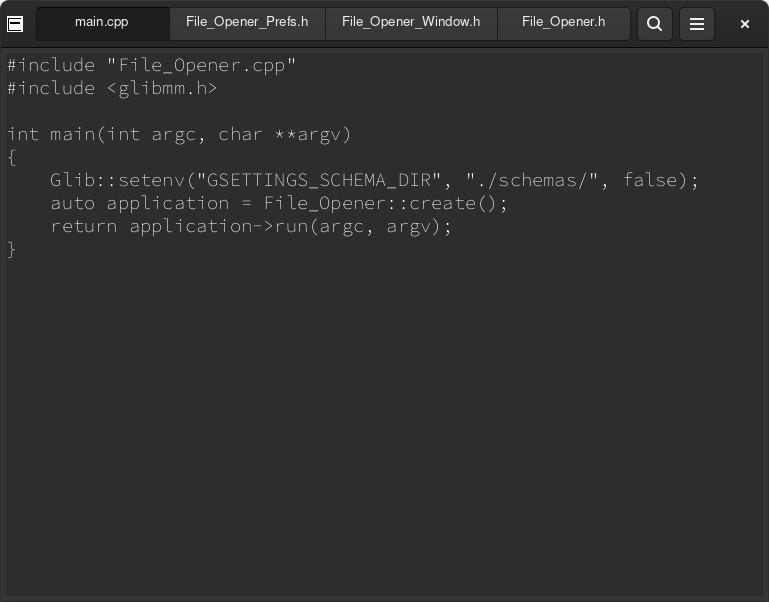 main.cpp File_Opener_Prefs.h File_Opener_Window.h File_Opener.h
#include "File_Opener.cpp"
#include <glibmm.h>
int main(int argc, char **argv)
{
    Glib::setenv("GSETTINGS_SCHEMA_DIR", "./schemas/", false);
    auto application = File_Opener::create();
    return application->run(argc, argv);
}